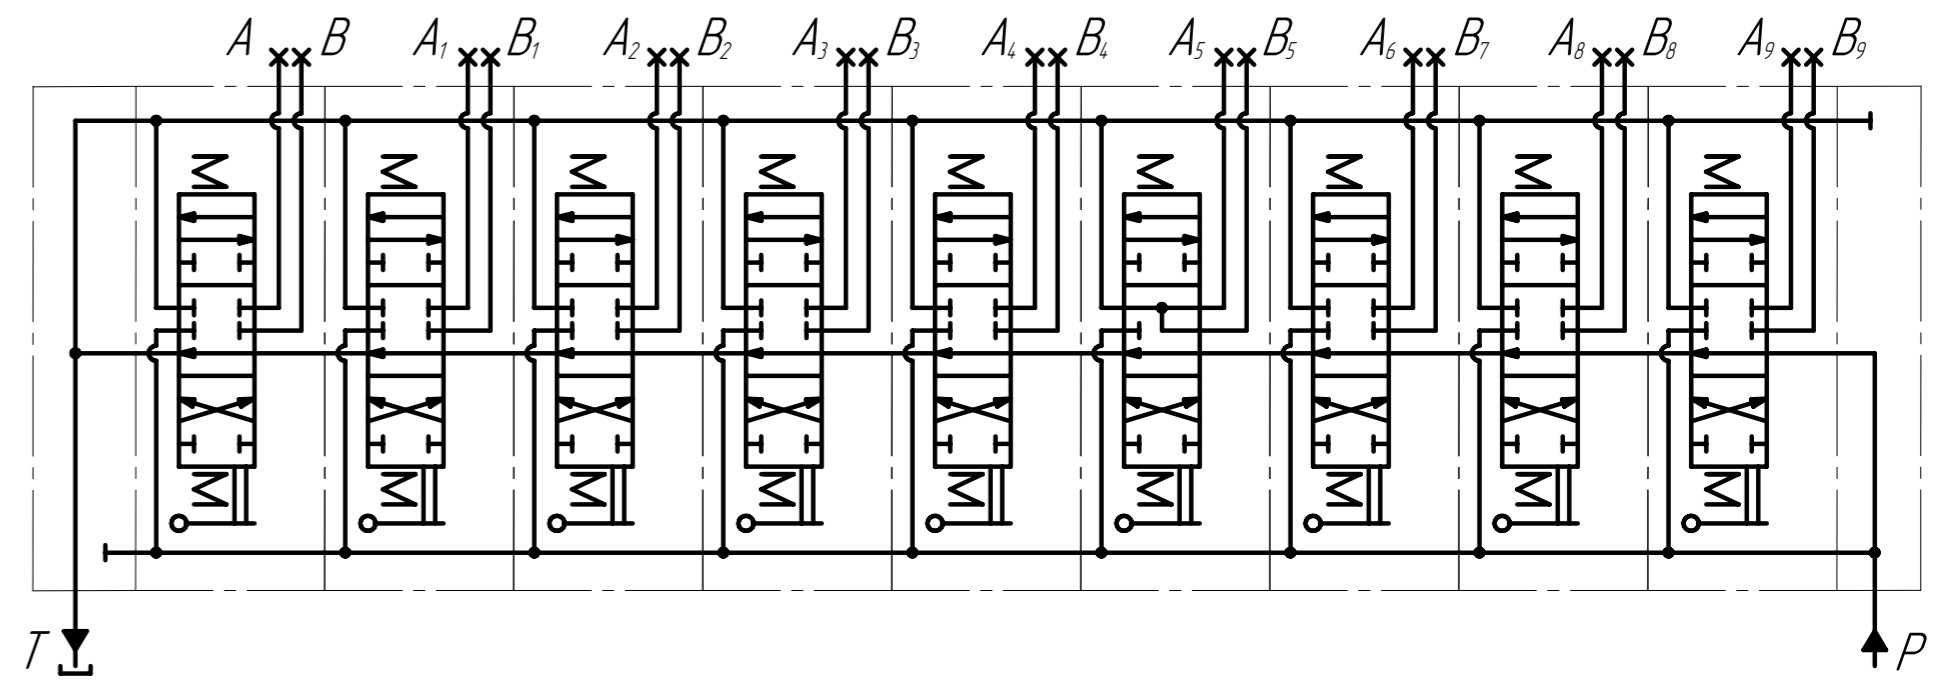 A B A₁ B₁ A₂ B₂ A₃ B₃ A₄ B₄ A₅ B₅ A₆ B₇ A₈ B₈ A₉ B₉
T P